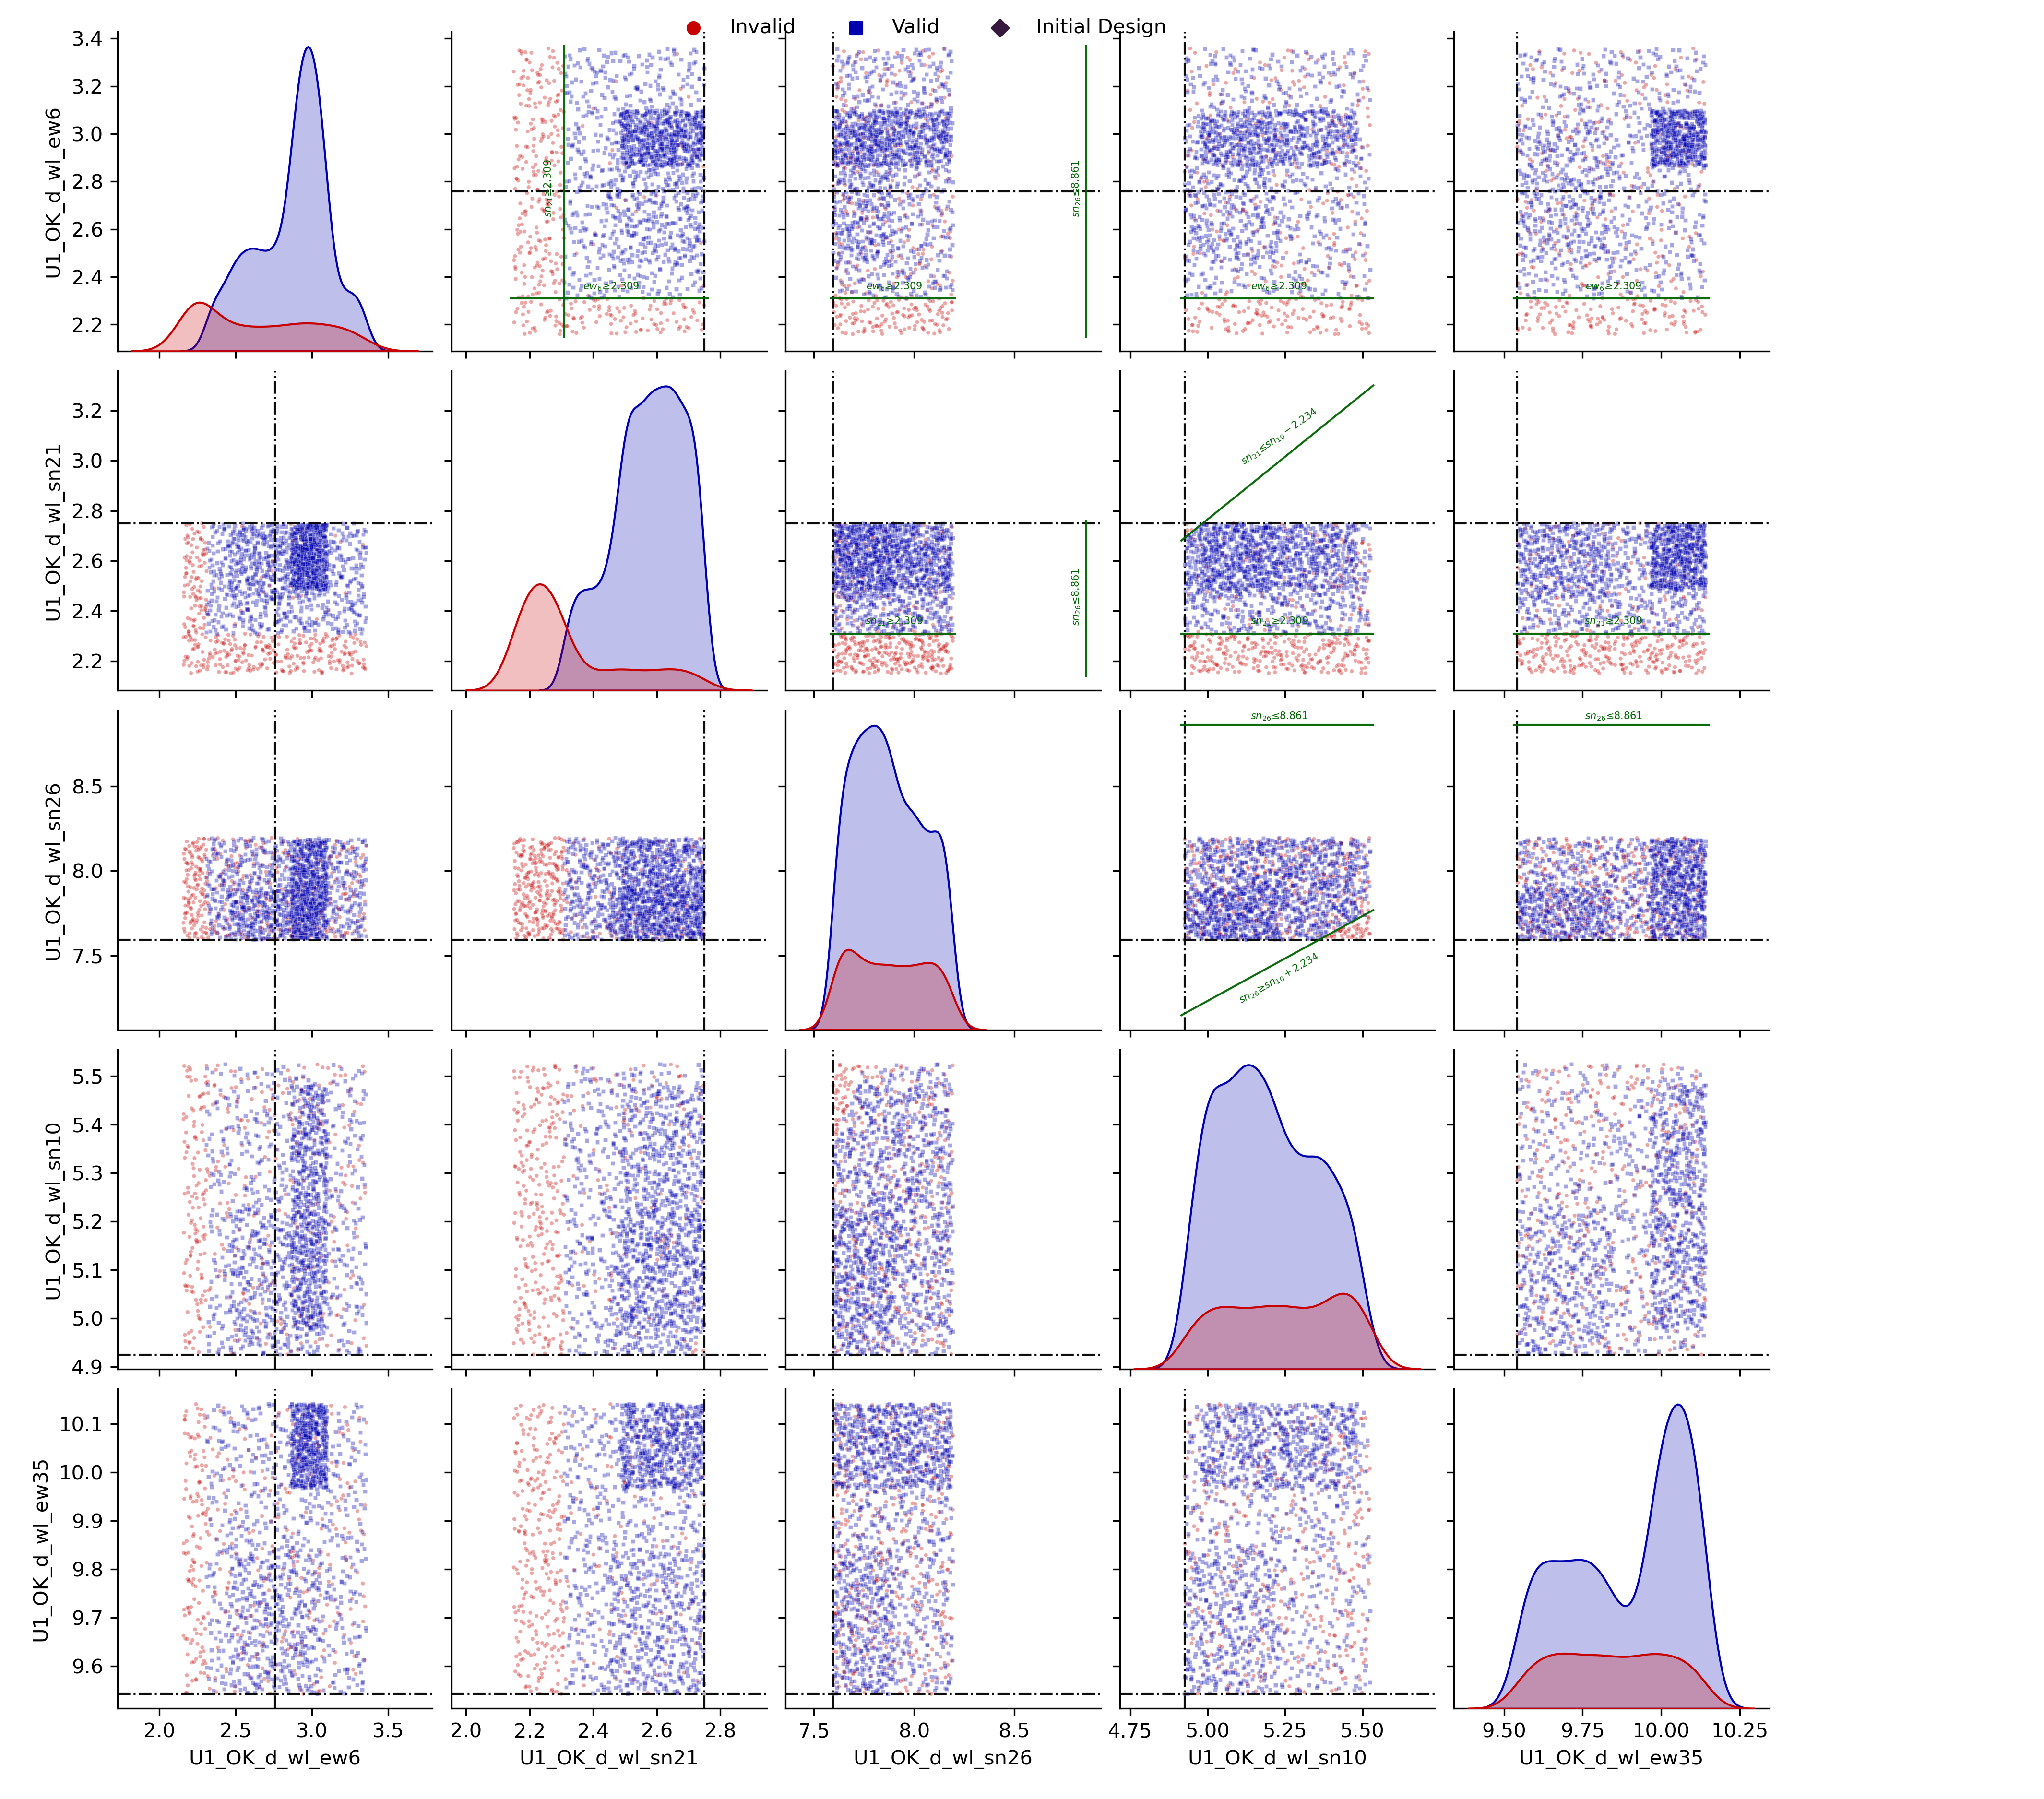 Invalid Valid Initial Design
U1_OK_d_wl_ew6
3.4
3.2
3.0
2.8
2.6
2.4
2.2
sn21≥2.309
ew6≥2.309
sn26≤8.861
ew6≥2.309
ew6≥2.309
ew6≥2.309
U1_OK_d_wl_sn21
3.2
3.0
2.8
2.6
2.4
2.2
sn26≤8.861
sn21≥2.309
sn21≤sn10 − 2.234
sn21≥2.309
sn21≥2.309
U1_OK_d_wl_sn26
8.5
8.0
7.5
sn26≤8.861
sn26≥sn10 + 2.234
sn26≤8.861
U1_OK_d_wl_sn10
5.5
5.4
5.3
5.2
5.1
5.0
4.9
U1_OK_d_wl_ew35
10.1
10.0
9.9
9.8
9.7
9.6
2.0 2.5 3.0 3.5
2.0 2.2 2.4 2.6 2.8
7.5 8.0 8.5
4.75 5.00 5.25 5.50
9.50 9.75 10.00 10.25
U1_OK_d_wl_ew6
U1_OK_d_wl_sn21
U1_OK_d_wl_sn26
U1_OK_d_wl_sn10
U1_OK_d_wl_ew35